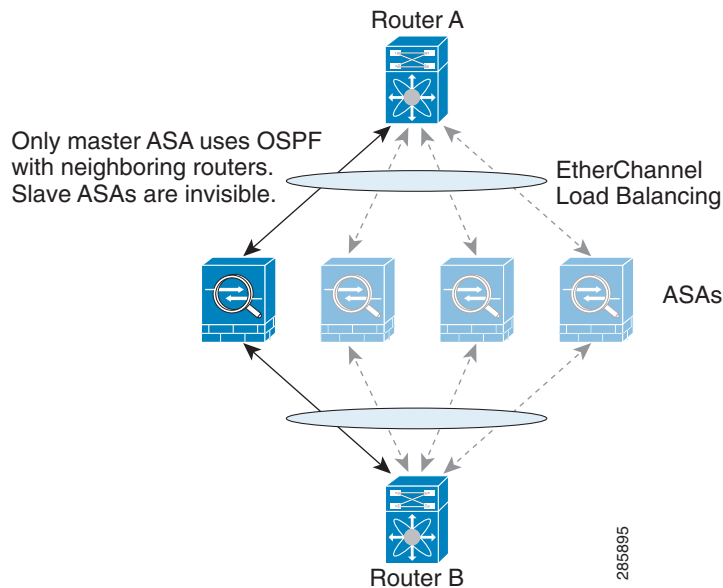 Router A
Only master ASA uses OSPF
with neighboring routers.
Slave ASAs are invisible.
EtherChannel
Load Balancing
ASAs
Router B
285895